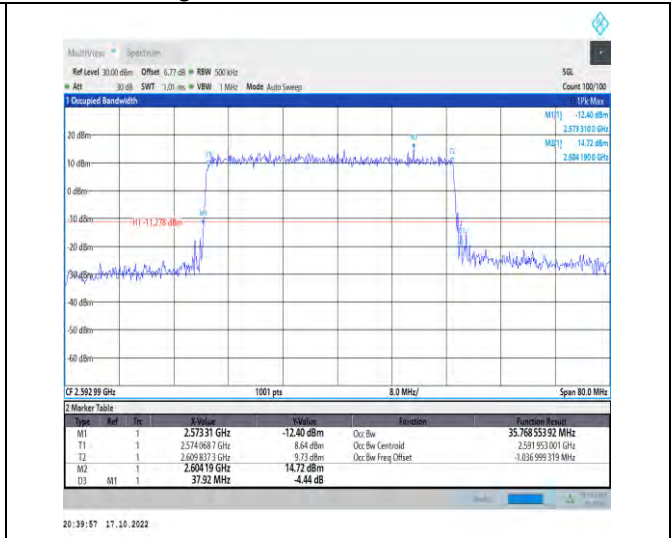 MultiView Spectrum
Ref Level 30.00 dBm Offset 6.77 dB RBW 500 kHz SGL
Att 30 dB SWT 1.01 ms VBW 1 MHz Mode Auto Sweep Count 100/100
1 Occupied Bandwidth 1Pk Max
M1[1] -12.40 dBm
2.573 310 0 GHz
20 dBm M2[1] 14.72 dBm
2.604 190 0 GHz
M2
T1 T2
10 dBm
0 dBm
M1
-10 dBm
H1 -11.278 dBm
-20 dBm
-30 dBm
-40 dBm
-50 dBm
-60 dBm
CF 2.592 99 GHz 1001 pts 8.0 MHz/ Span 80.0 MHz
2 Marker Table
Type Ref Trc X-Value Y-Value Function Function Result
M1 1 2.573 31 GHz -12.40 dBm Occ Bw 35.768 553 92 MHz
T1 1 2.574 068 7 GHz 8.64 dBm Occ Bw Centroid 2.591 953 001 GHz
T2 1 2.609 837 3 GHz 9.73 dBm Occ Bw Freq Offset -1.036 999 319 MHz
M2 1 2.604 19 GHz 14.72 dBm
D3 M1 1 37.92 MHz -4.44 dB
20:39:57 17.10.2022